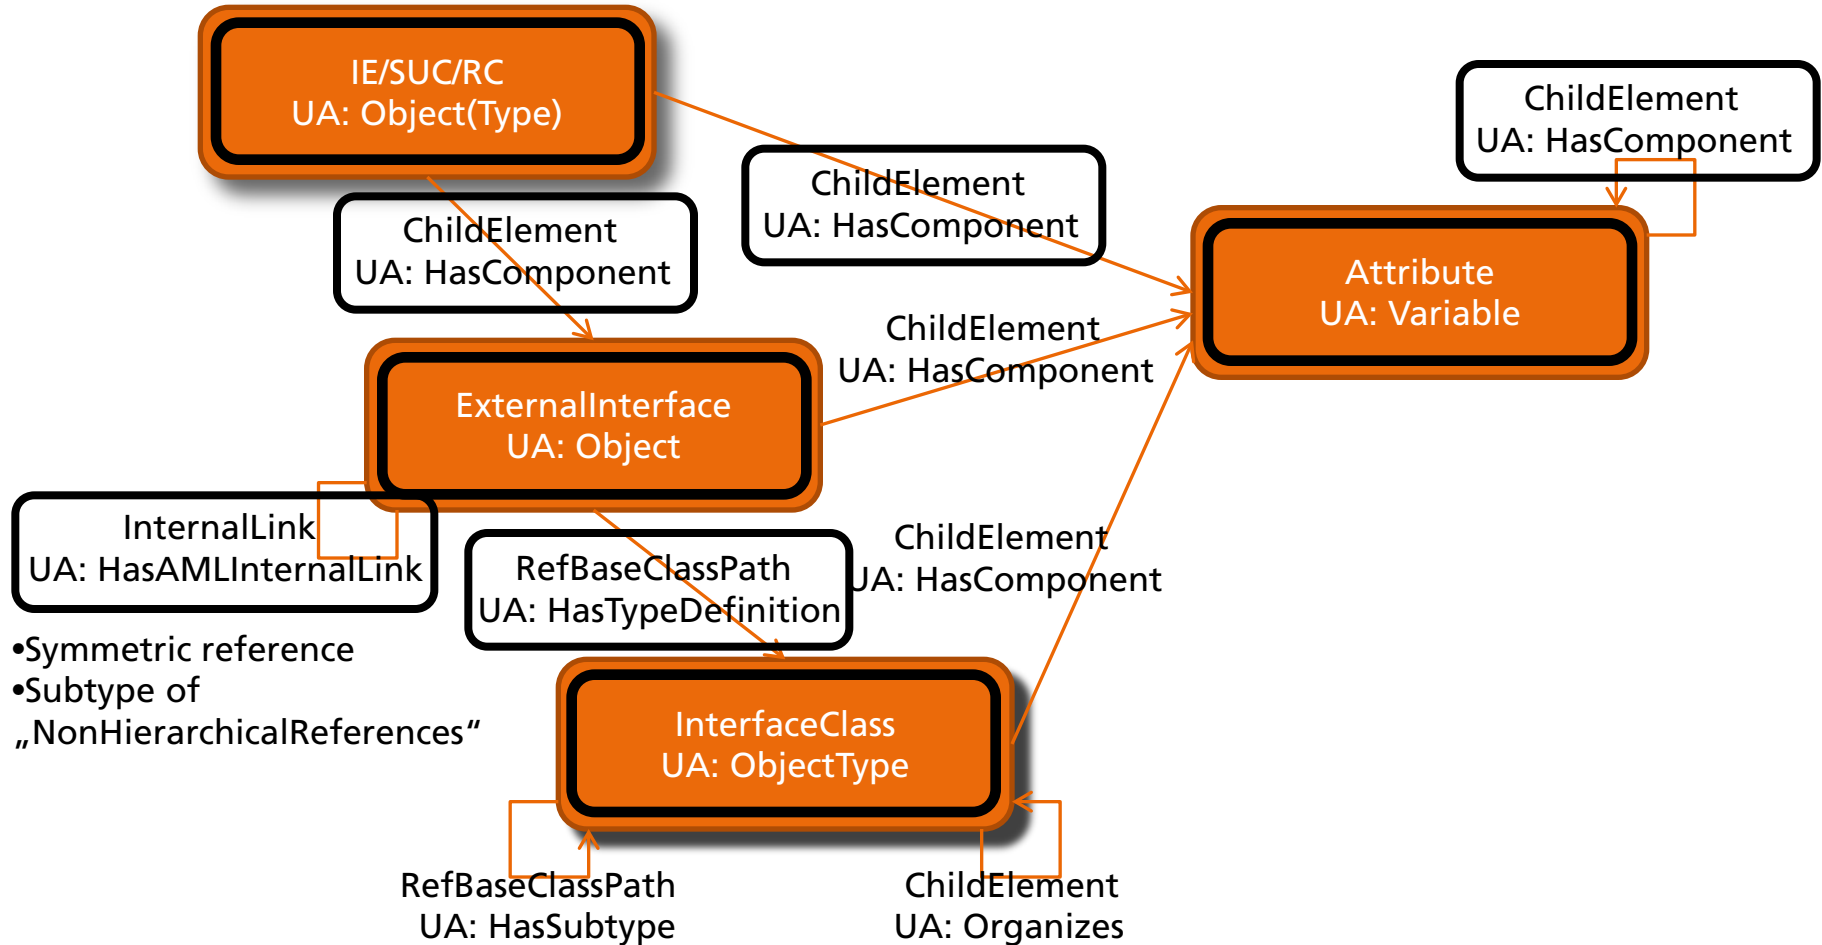 IE/SUC/RC
UA: Object(Type)
ChildElement
UA: HasComponent
ChildElement
UA: HasComponent
ChildElement
UA: HasComponent
Attribute
UA: Variable
ChildElement
UA: HasComponent
ExternalInterface
UA: Object
InternalLink
UA: HasAMLInternalLink
RefBaseClassPath
UA: HasTypeDefinition
ChildElement
UA: HasComponent
•Symmetric reference
•Subtype of
„NonHierarchicalReferences“
InterfaceClass
UA: ObjectType
RefBaseClassPath
UA: HasSubtype
ChildElement
UA: Organizes